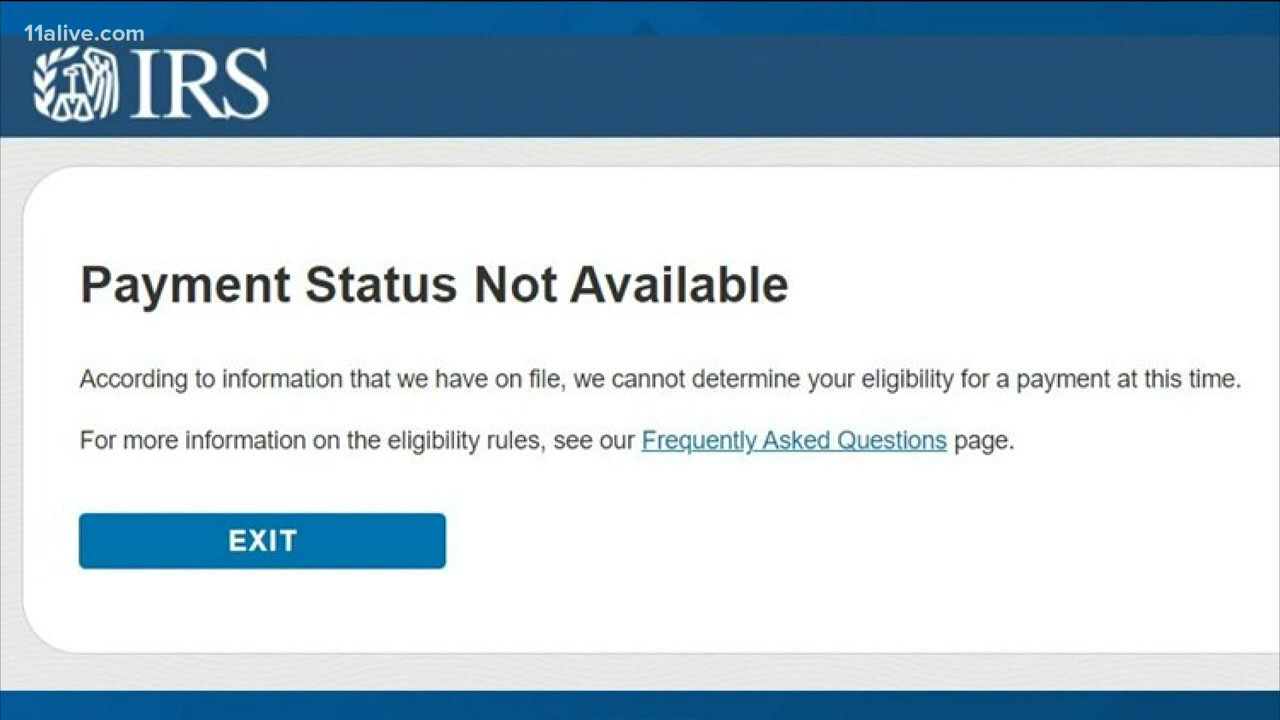 11alive.com
IRS
Payment Status Not Available
According to information that we have on file, we cannot determine your eligibility for a payment at this time.
For more information on the eligibility rules, see our Frequently Asked Questions page.
EXIT